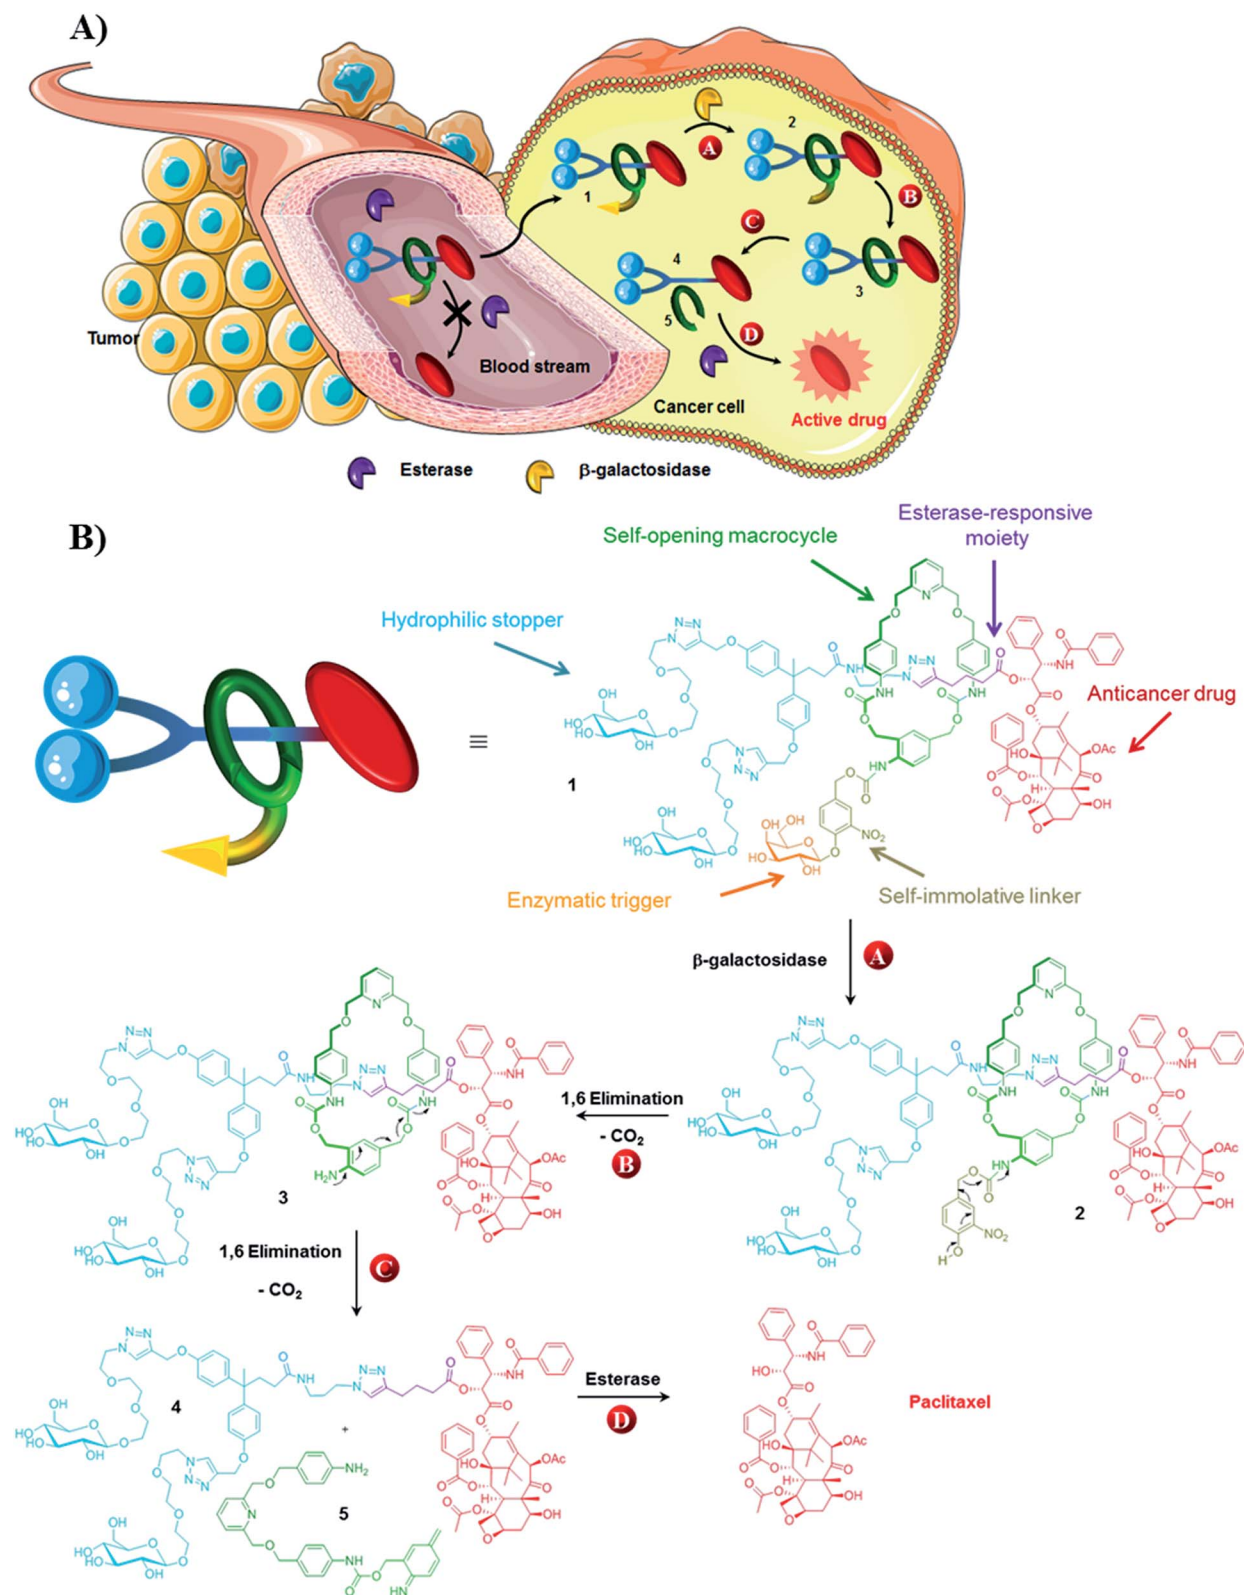 A)
2
A
1
B
C
4
3
5
D
Tumor
Blood stream
Cancer cell
Active drug
Esterase
β-galactosidase
B)
Esterase-responsive
moiety
Self-opening macrocycle
Hydrophilic stopper
Anticancer drug
≡
1
Enzymatic trigger
Self-immolative linker
β-galactosidase
A
1,6 Elimination
- CO₂
B
3
2
1,6 Elimination
- CO₂
C
4
+
Esterase
D
Paclitaxel
5